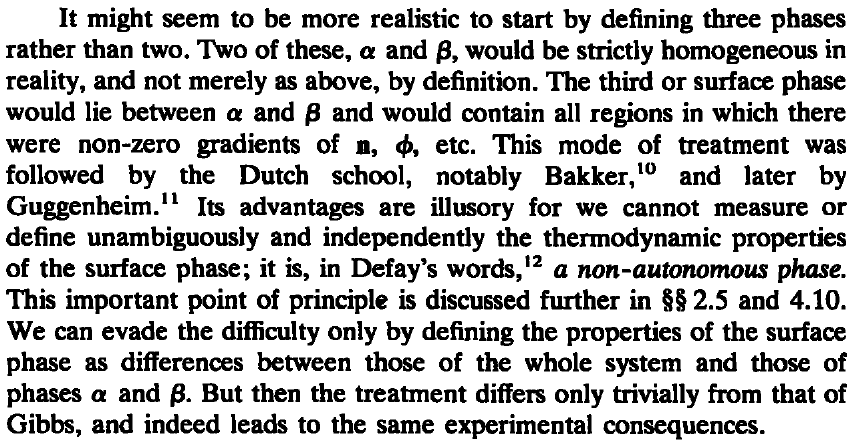 It might seem to be more realistic to start by defining three phases
rather than two. Two of these, α and β, would be strictly homogeneous in
reality, and not merely as above, by definition. The third or surface phase
would lie between α and β and would contain all regions in which there
were non-zero gradients of n, ϕ, etc. This mode of treatment was
followed by the Dutch school, notably Bakker,¹⁰ and later by
Guggenheim.¹¹ Its advantages are illusory for we cannot measure or
define unambiguously and independently the thermodynamic properties
of the surface phase; it is, in Defay's words,¹² a non-autonomous phase.
This important point of principle is discussed further in §§ 2.5 and 4.10.
We can evade the difficulty only by defining the properties of the surface
phase as differences between those of the whole system and those of
phases α and β. But then the treatment differs only trivially from that of
Gibbs, and indeed leads to the same experimental consequences.